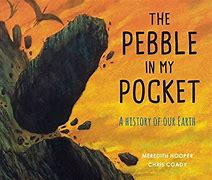 THE
PEBBLE
IN MY
POCKET
A HISTORY OF OUR EARTH
MEREDITH HOOPER
CHRIS COADY